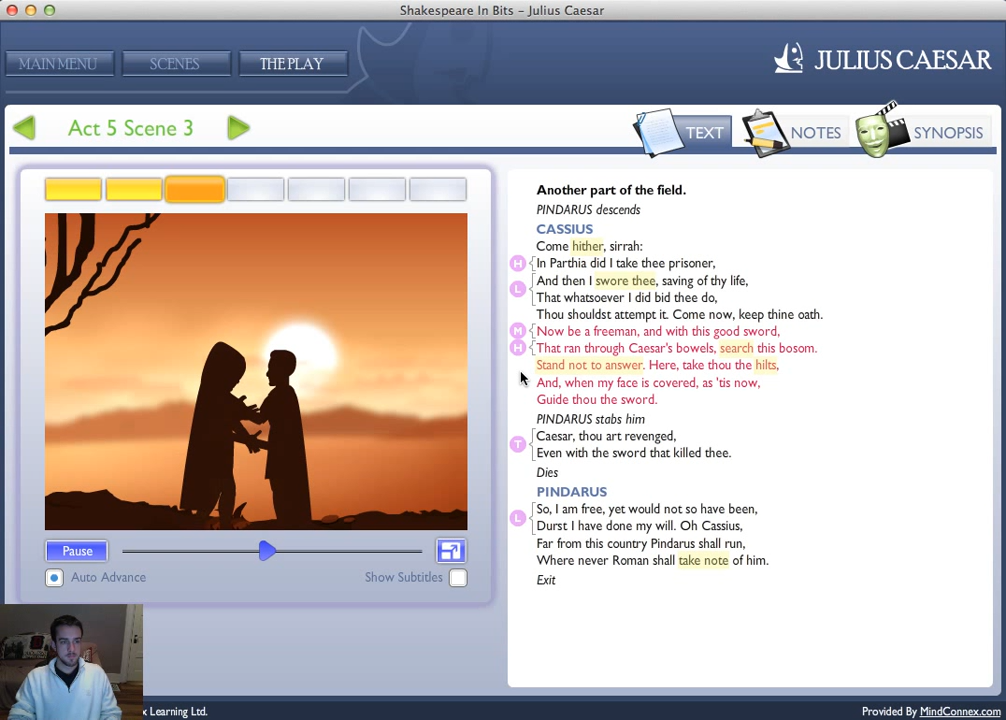 Shakespeare In Bits - Julius Caesar
MAIN MENU
SCENES
THE PLAY
JULIUS CAESAR
Act 5 Scene 3
TEXT
NOTES
SYNOPSIS
Another part of the field.
PINDARUS descends
CASSIUS
Come hither, sirrah:
H In Parthia did I take thee prisoner,
L And then I swore thee, saving of thy life,
That whatsoever I did bid thee do,
Thou shouldst attempt it. Come now, keep thine oath.
M Now be a freeman, and with this good sword,
H That ran through Caesar's bowels, search this bosom.
Stand not to answer. Here, take thou the hilts,
And, when my face is covered, as 'tis now,
Guide thou the sword.
PINDARUS stabs him
T Caesar, thou art revenged,
Even with the sword that killed thee.
Dies
PINDARUS
L So, I am free, yet would not so have been,
Durst I have done my will. Oh Cassius,
Far from this country Pindarus shall run,
Where never Roman shall take note of him.
Exit
Pause
Auto Advance
Show Subtitles
x Learning Ltd.
Provided By MindConnex.com